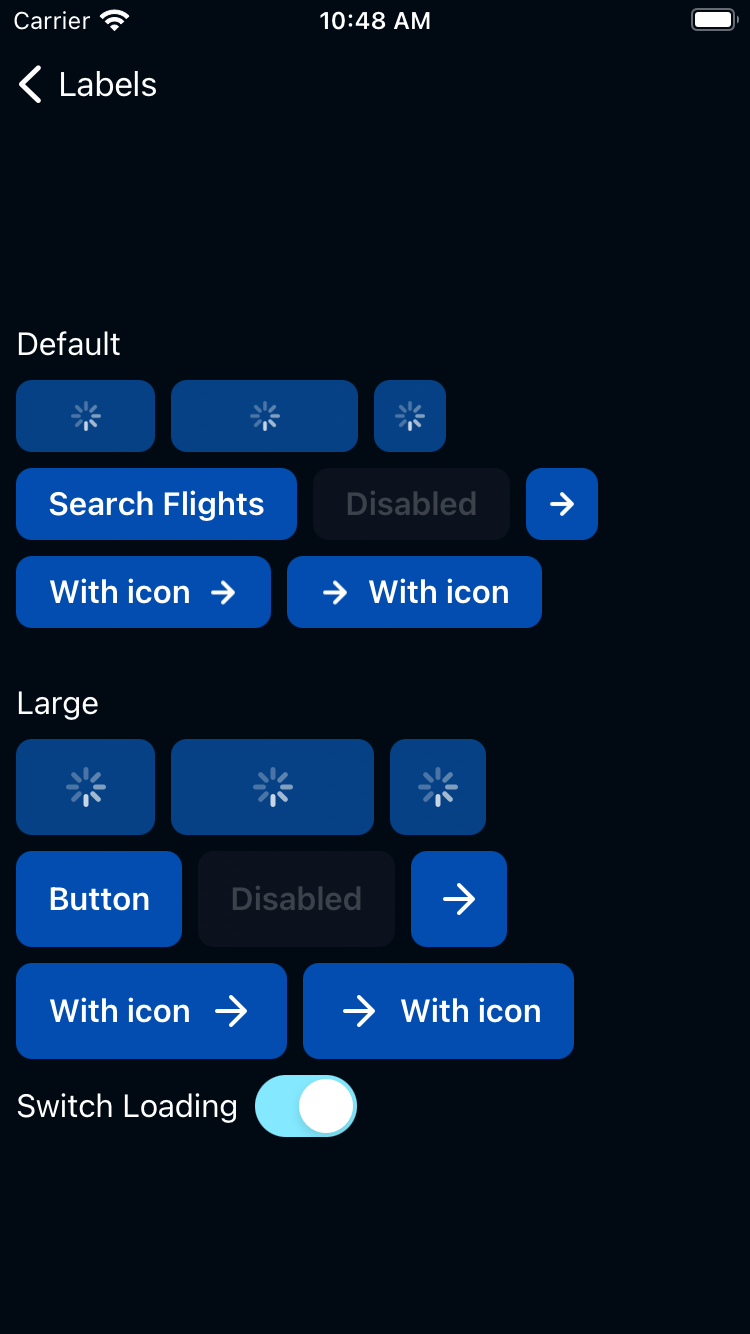 Carrier 10:48 AM
Labels
Default
Search Flights Disabled
With icon With icon
Large
Button Disabled
With icon With icon
Switch Loading